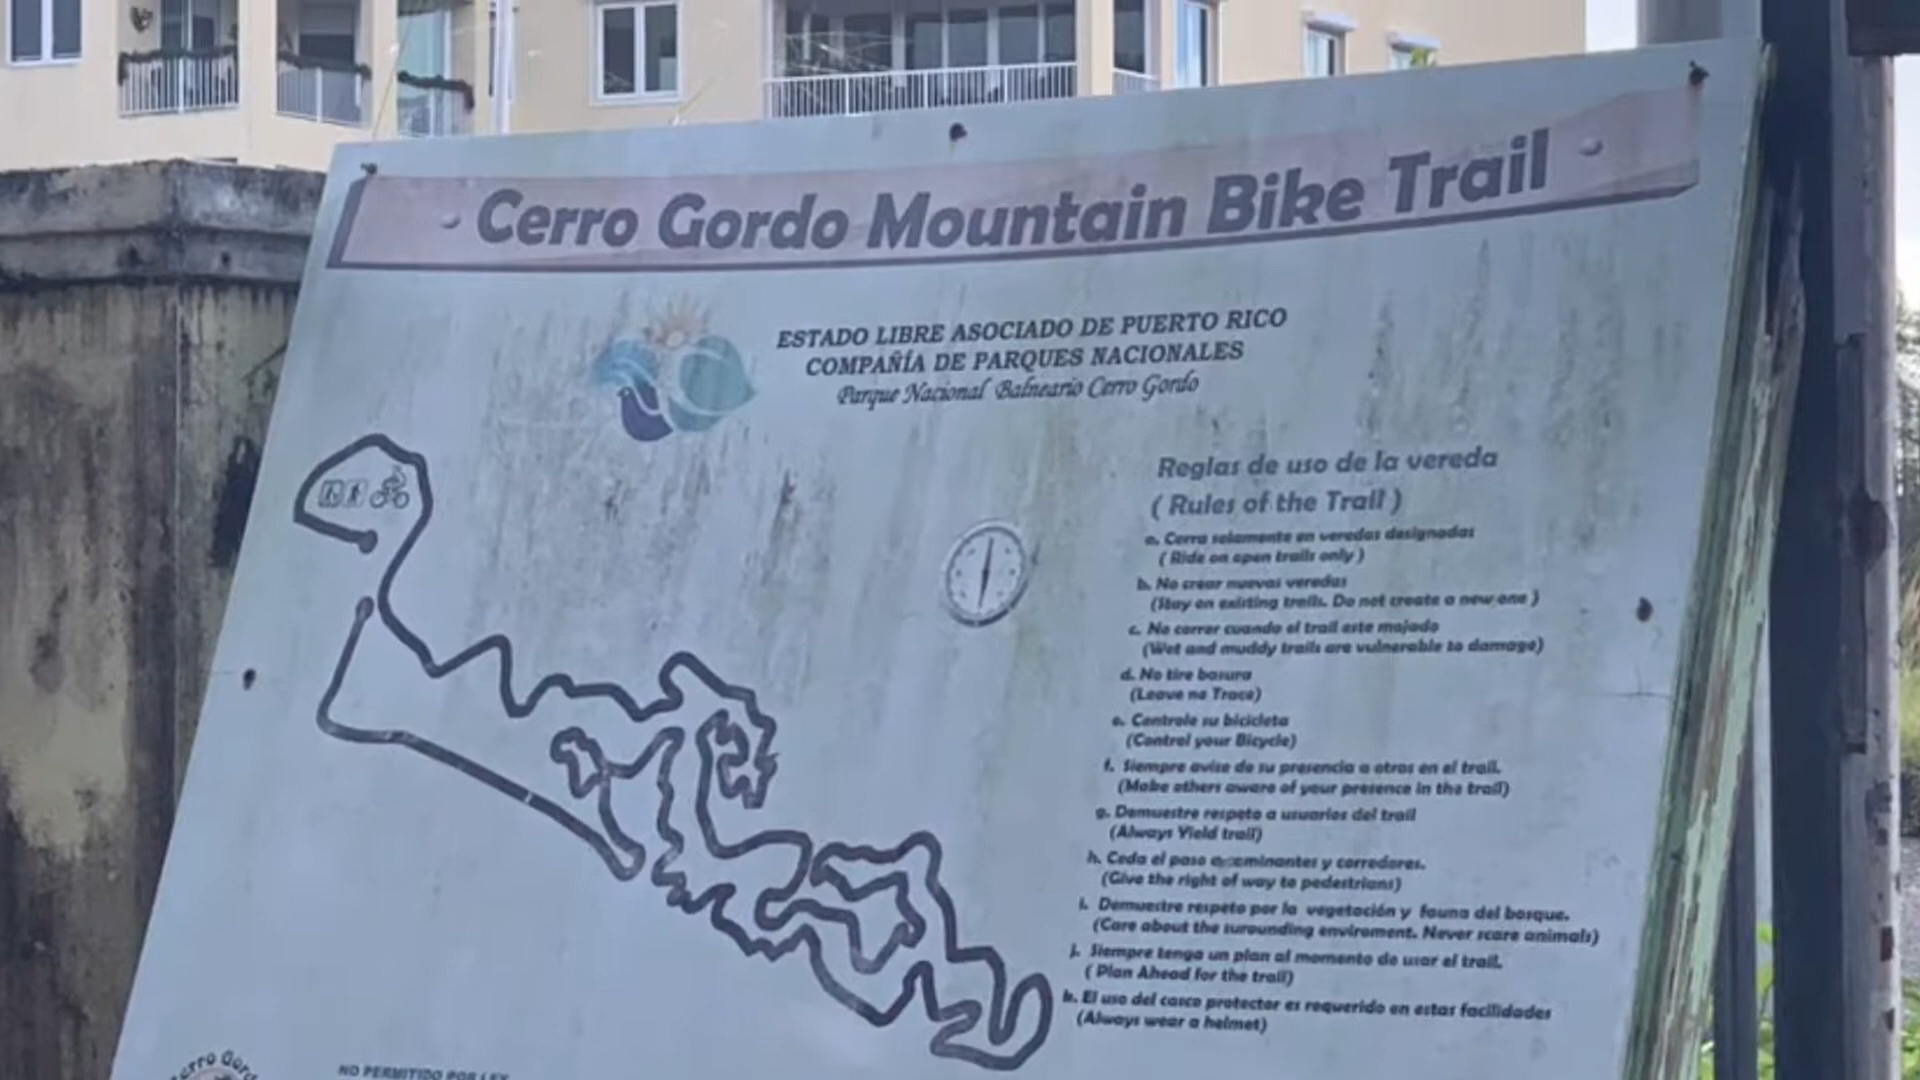 Cerro Gordo Mountain Bike Trail
ESTADO LIBRE ASOCIADO DE PUERTO RICO
COMPAÑÍA DE PARQUES NACIONALES
Parque Nacional Balneario Cerro Gordo
Reglas de uso de la vereda
( Rules of the Trail )
a. Corra solamente en veredas designadas
( Ride on open trails only )
b. No crear nuevas veredas
(Stay on existing trails. Do not create a new one )
c. No correr cuando el trail este mojado
(Wet and muddy trails are vulnerable to damage)
d. No tire basura
(Leave no Trace)
e. Controle su bicicleta
(Control your Bicycle)
f. Siempre avise de su presencia a otros en el trail.
(Make others aware of your presence in the trail)
g. Demuestre respeto a usuarios del trail
(Always Yield trail)
h. Ceda el paso a caminantes y corredores.
(Give the right of way to pedestrians)
i. Demuestre respeto por la vegetación y fauna del bosque.
(Care about the surounding enviroment. Never scare animals)
j. Siempre tenga un plan al momento de usar el trail.
( Plan Ahead for the trail)
k. El uso del casco protector es requerido en estas facilidades
(Always wear a helmet)
Cerro Gordo
NO PERMITIDO POR LEY